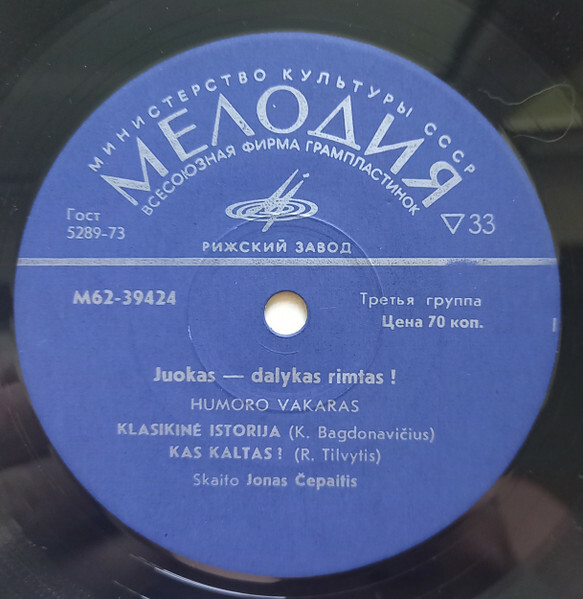 МИНИСТЕРСТВО КУЛЬТУРЫ СССР
МЕЛОДИЯ
ВСЕСОЮЗНАЯ ФИРМА ГРАМПЛАСТИНОК
Гост
5289-73
▽33
РИЖСКИЙ ЗАВОД
М62-39424
Третья группа
Цена 70 коп.
Juokas — dalykas rimtas !
HUMORO VAKARAS
KLASIKINĖ ISTORIJA (K. Bagdonavičius)
KAS KALTAS? (R. Tilvytis)
Skaito Jonas Čepaitis